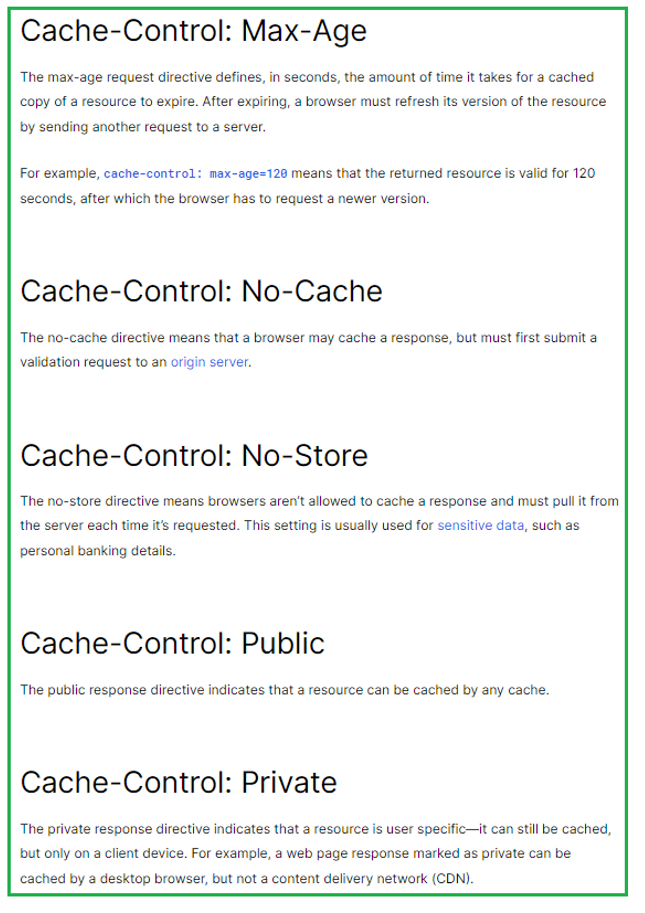 Cache-Control: Max-Age
The max-age request directive defines, in seconds, the amount of time it takes for a cached
copy of a resource to expire. After expiring, a browser must refresh its version of the resource
by sending another request to a server.
For example, cache-control: max-age=120 means that the returned resource is valid for 120
seconds, after which the browser has to request a newer version.
Cache-Control: No-Cache
The no-cache directive means that a browser may cache a response, but must first submit a
validation request to an origin server.
Cache-Control: No-Store
The no-store directive means browsers aren’t allowed to cache a response and must pull it from
the server each time it’s requested. This setting is usually used for sensitive data, such as
personal banking details.
Cache-Control: Public
The public response directive indicates that a resource can be cached by any cache.
Cache-Control: Private
The private response directive indicates that a resource is user specific—it can still be cached,
but only on a client device. For example, a web page response marked as private can be
cached by a desktop browser, but not a content delivery network (CDN).